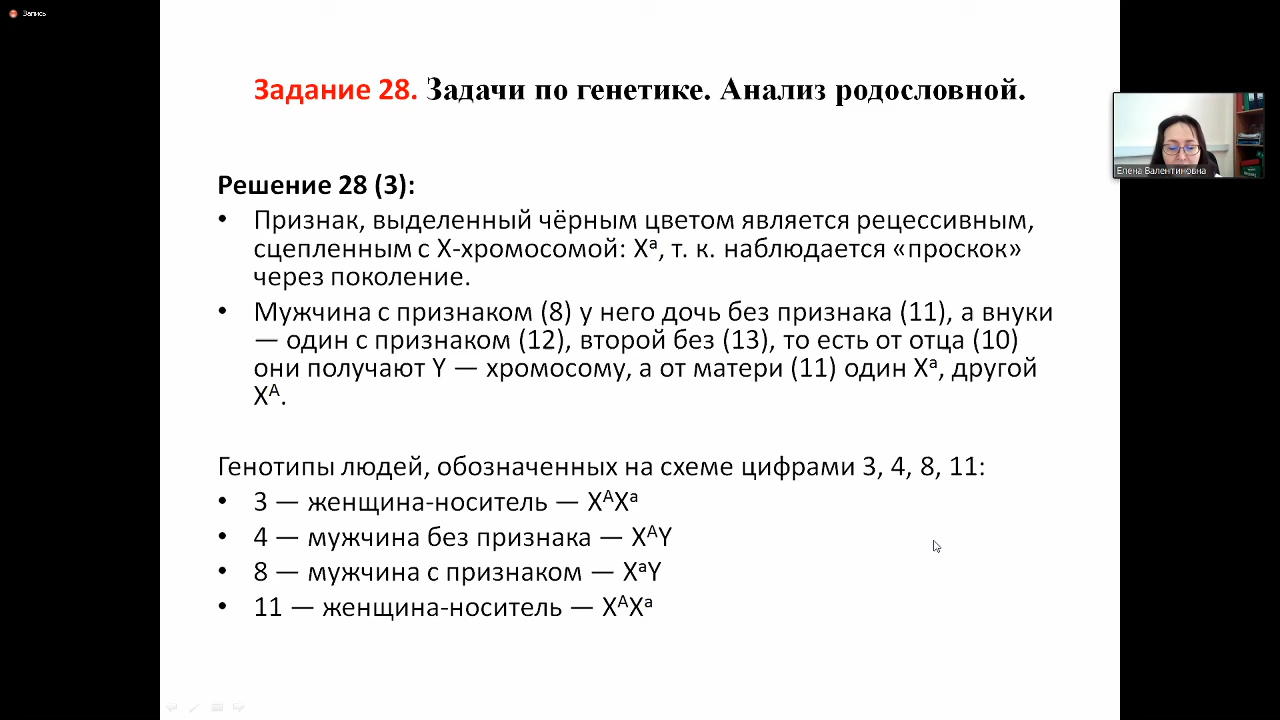 Запись
Задание 28. Задачи по генетике. Анализ родословной.
Елена Валентиновна
Решение 28 (3):
• Признак, выделенный чёрным цветом является рецессивным,
сцепленным с Х-хромосомой: Xᵃ, т. к. наблюдается «проскок»
через поколение.
• Мужчина с признаком (8) у него дочь без признака (11), а внуки
— один с признаком (12), второй без (13), то есть от отца (10)
они получают Y — хромосому, а от матери (11) один Xᵃ, другой
Xᴬ.
Генотипы людей, обозначенных на схеме цифрами 3, 4, 8, 11:
• 3 — женщина-носитель — XᴬXᵃ
• 4 — мужчина без признака — XᴬY
• 8 — мужчина с признаком — XᵃY
• 11 — женщина-носитель — XᴬXᵃ